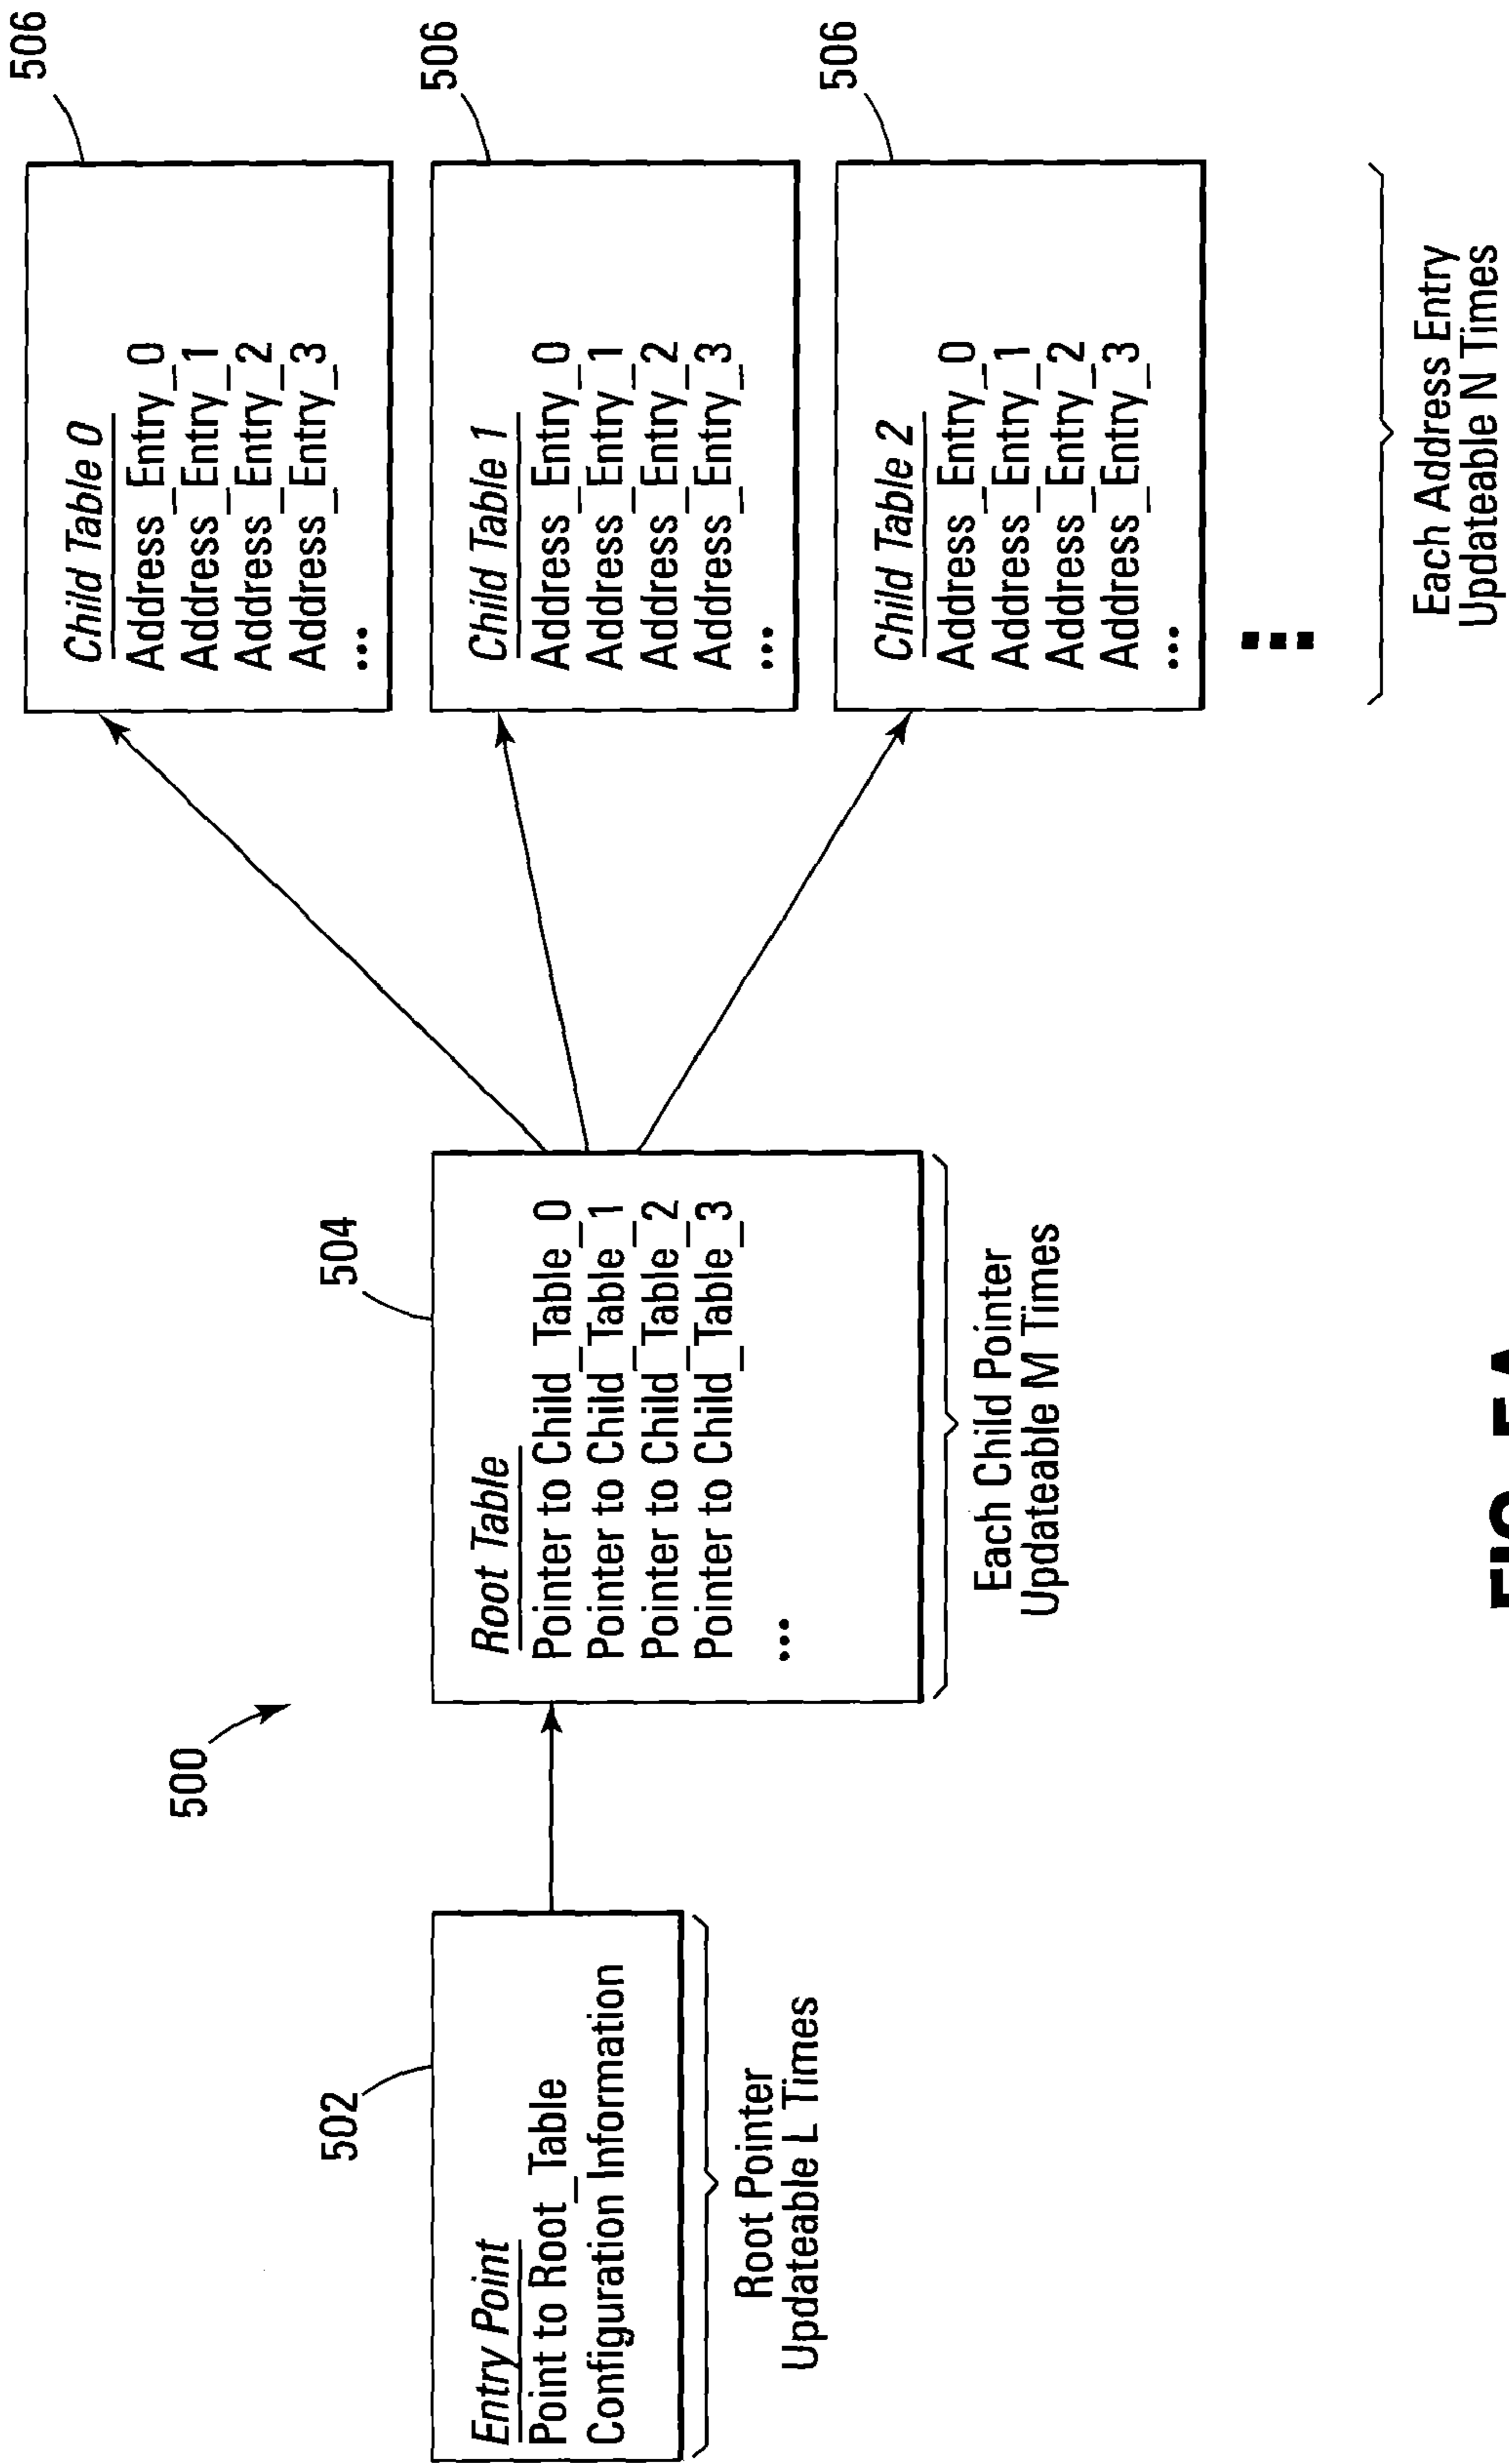 500
502
Entry Point
Point to Root_Table
Configuration Information
Root Pointer
Updateable L Times
504
Root Table
Pointer to Child_Table_0
Pointer to Child_Table_1
Pointer to Child_Table_2
Pointer to Child_Table_3
...
Each Child Pointer
Updateable M Times
506
Child Table 0
Address_Entry_0
Address_Entry_1
Address_Entry_2
Address_Entry_3
...
506
Child Table 1
Address_Entry_0
Address_Entry_1
Address_Entry_2
Address_Entry_3
...
506
Child Table 2
Address_Entry_0
Address_Entry_1
Address_Entry_2
Address_Entry_3
...
Each Address Entry
Updateable N Times